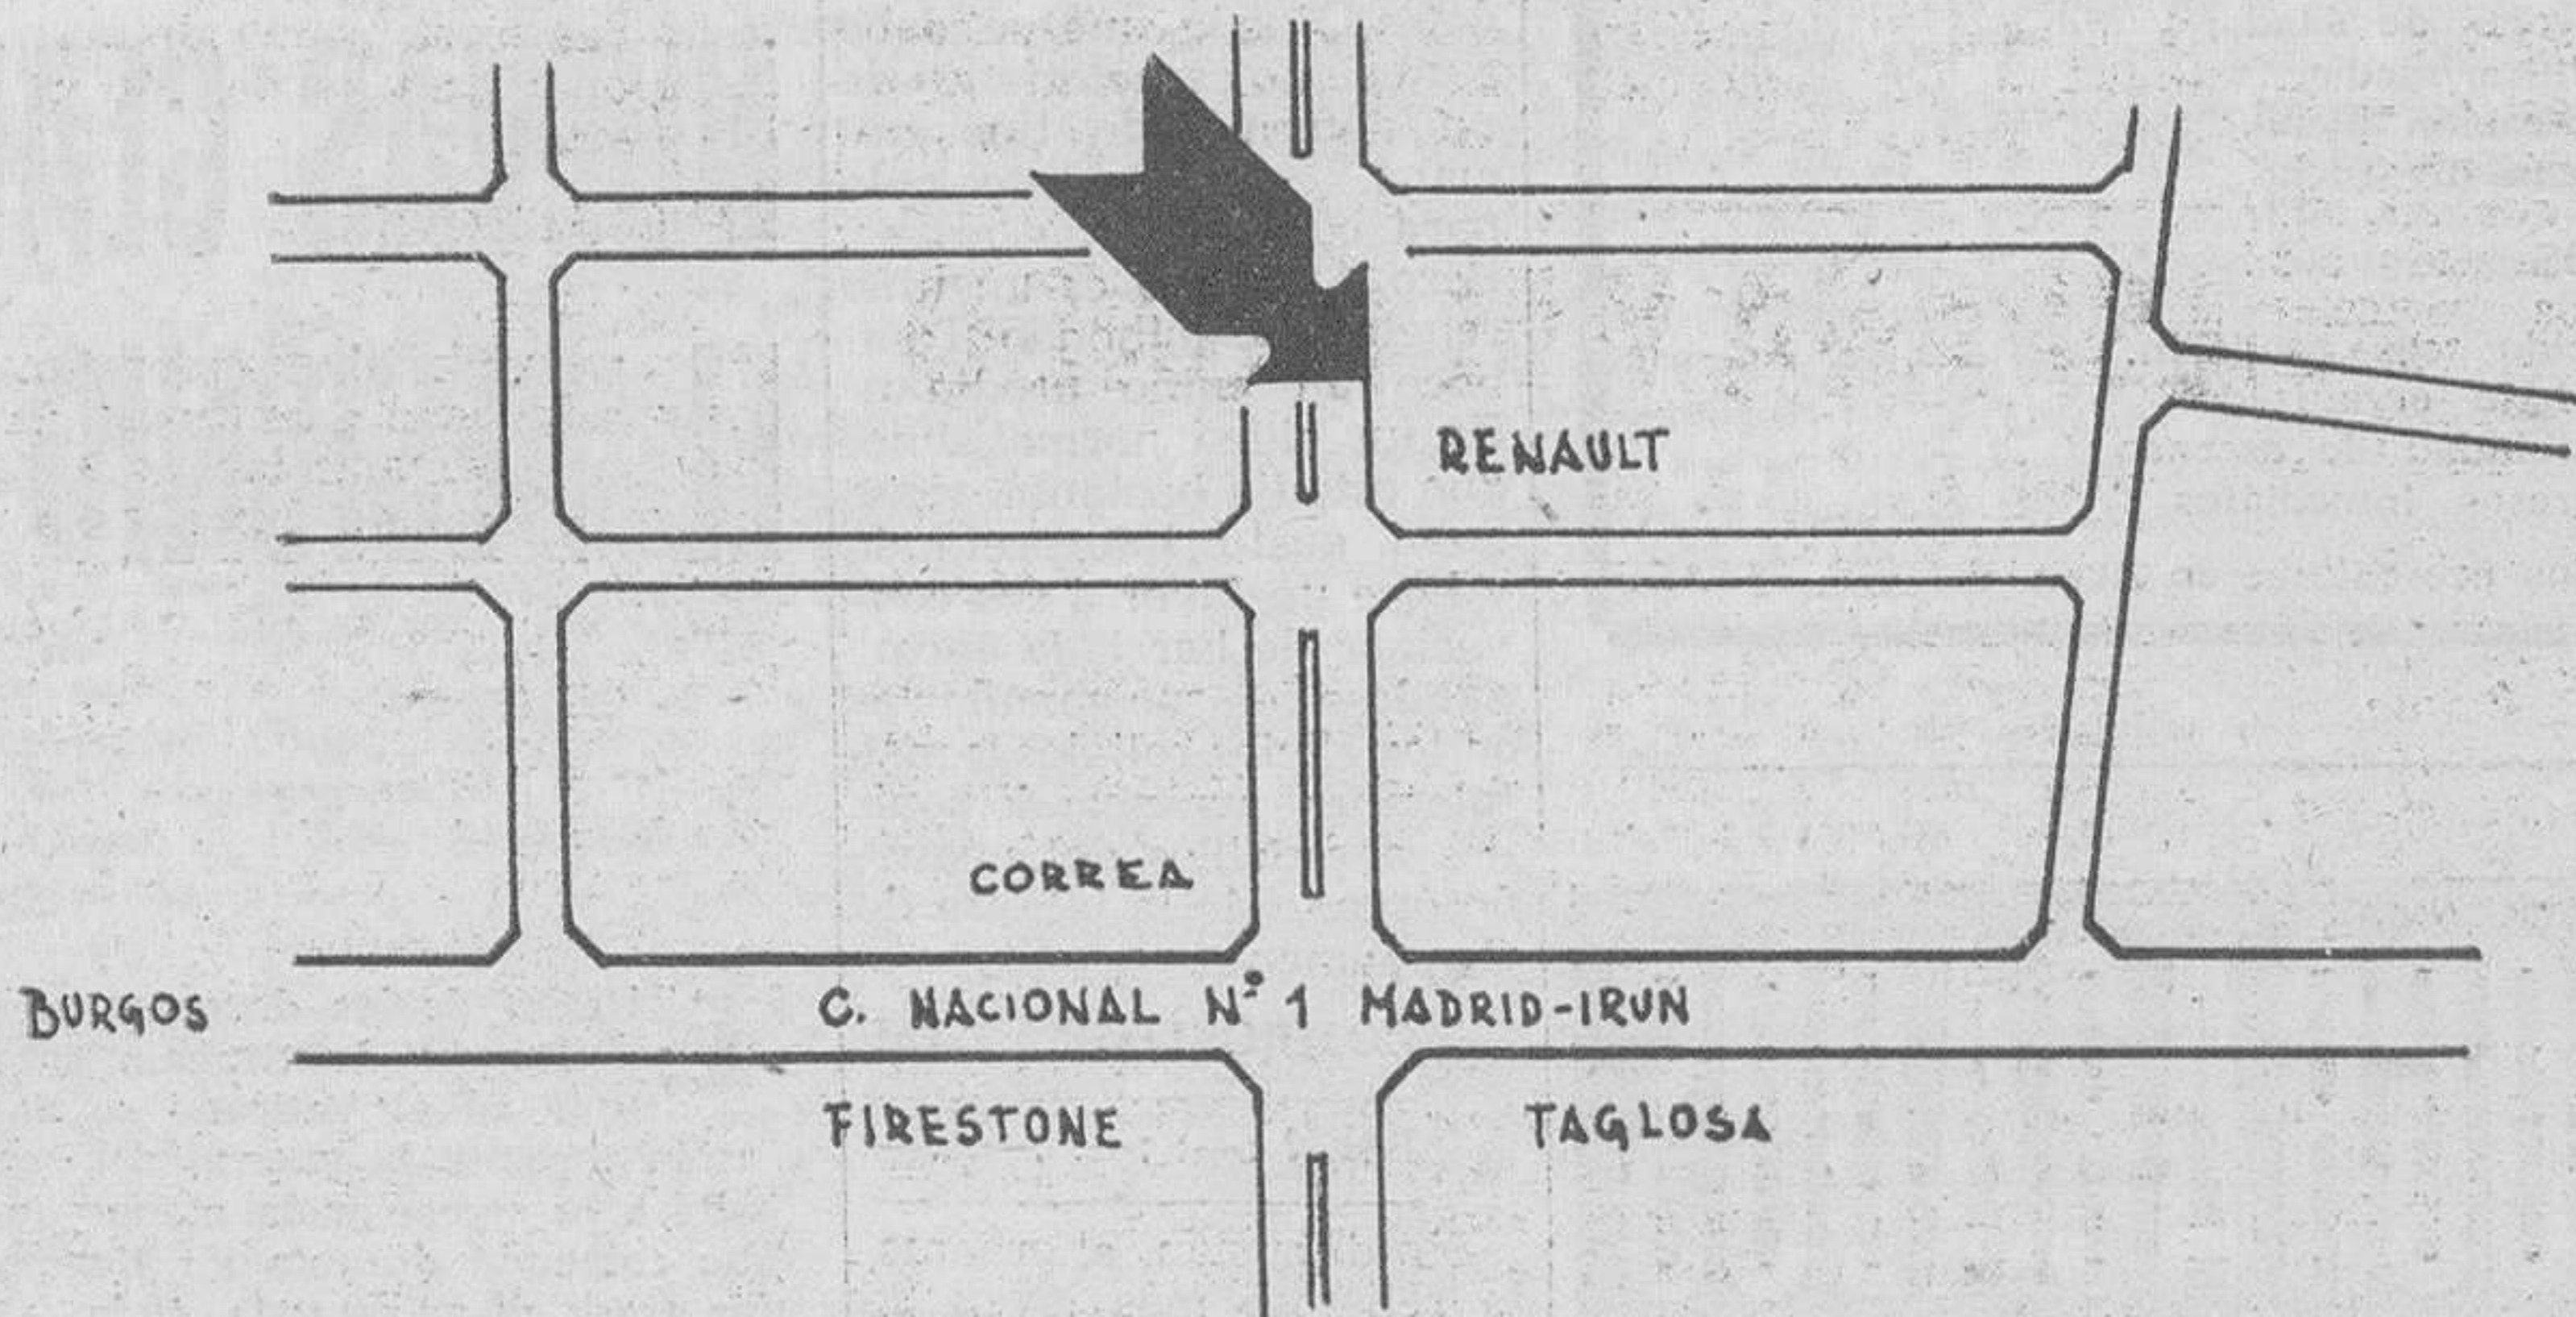 RENAULT
CORREA
BURGOS
C. NACIONAL Nº 1 MADRID-IRUN
FIRESTONE
TAGLOSA